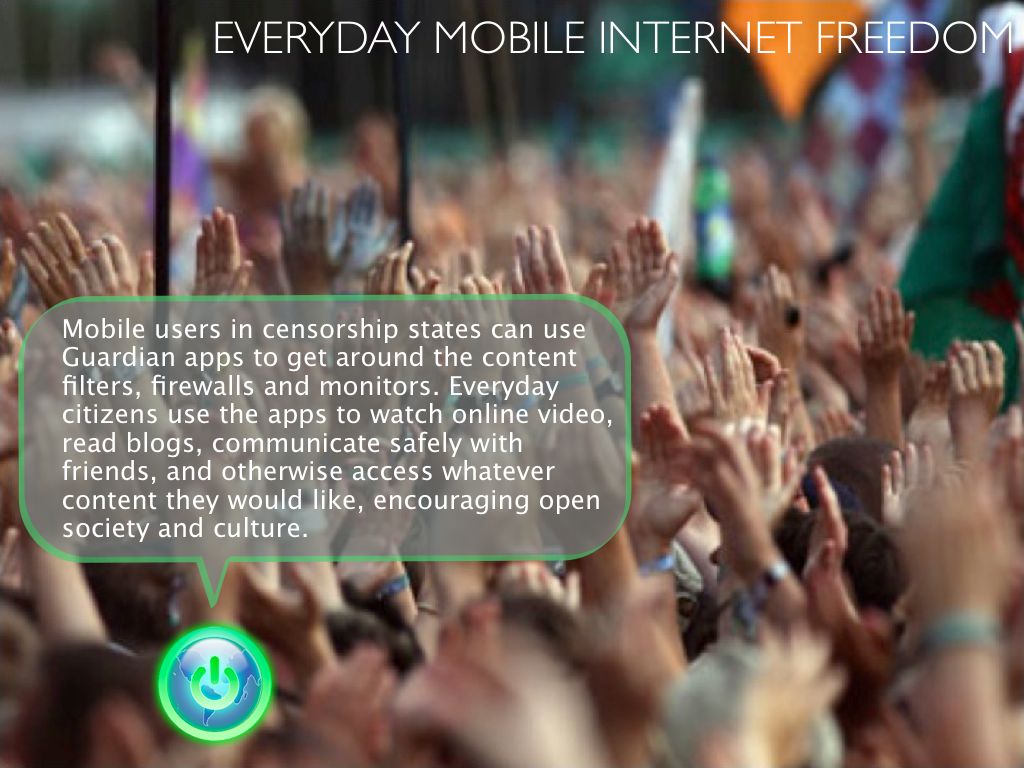 EVERYDAY MOBILE INTERNET FREEDOM
Mobile users in censorship states can use
Guardian apps to get around the content
filters, firewalls and monitors. Everyday
citizens use the apps to watch online video,
read blogs, communicate safely with
friends, and otherwise access whatever
content they would like, encouraging open
society and culture.